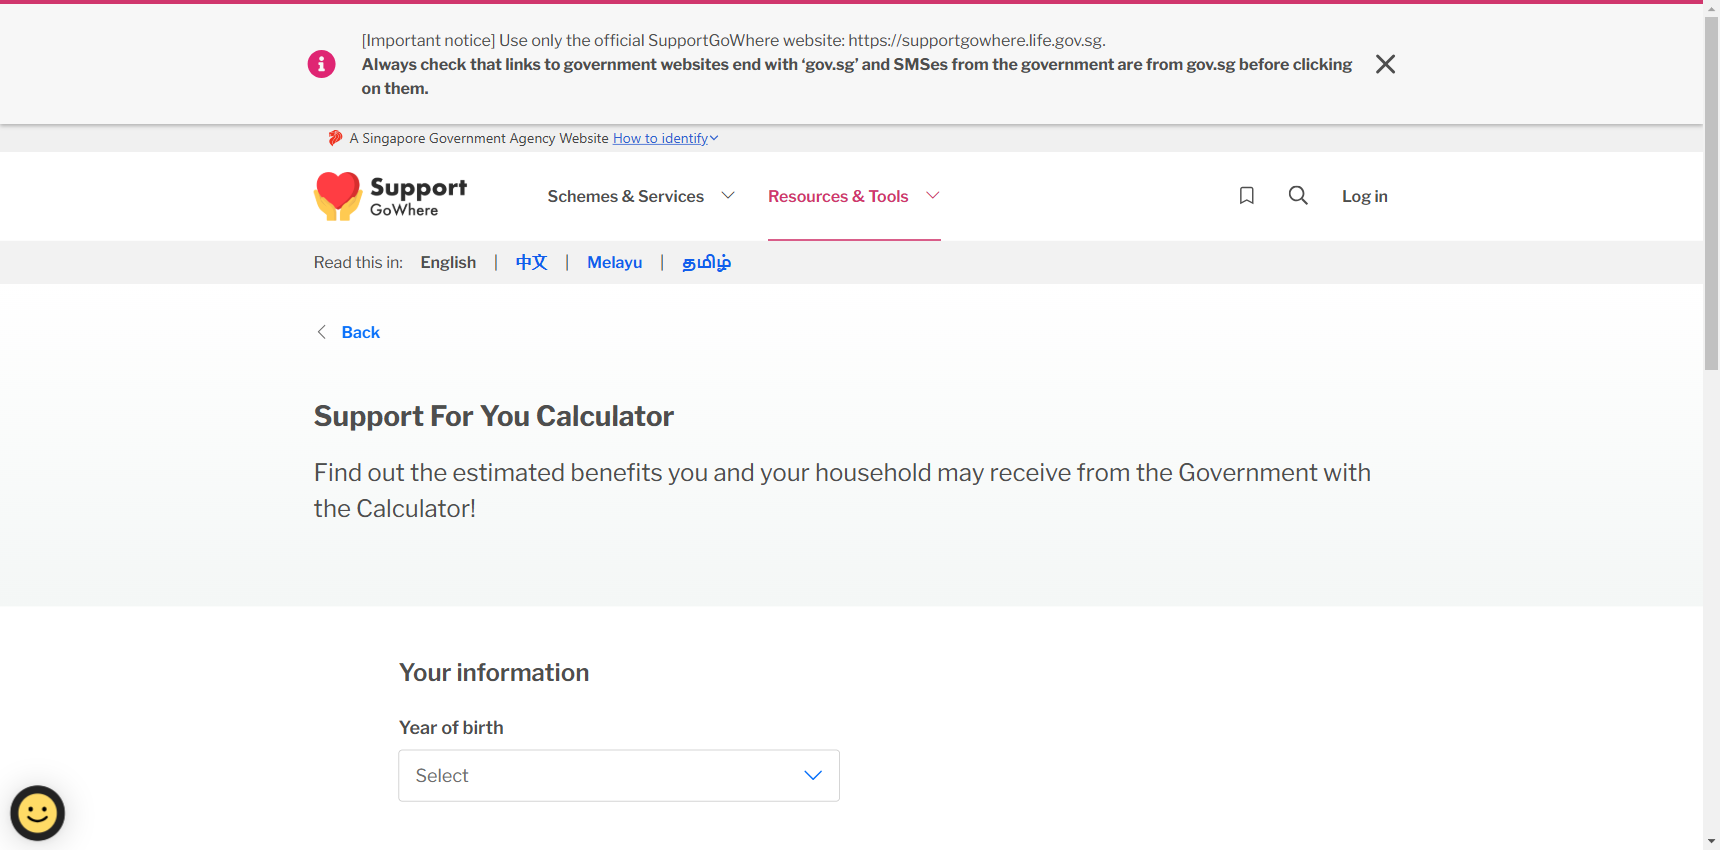 [Important notice] Use only the official SupportGoWhere website: https://supportgowhere.life.gov.sg.
Always check that links to government websites end with ‘gov.sg’ and SMSes from the government are from gov.sg before clicking
on them.
A Singapore Government Agency Website How to identify
Support
GoWhere
Schemes & Services
Resources & Tools
Log in
Read this in: English | 中文 | Melayu | தமிழ்
Back
Support For You Calculator
Find out the estimated benefits you and your household may receive from the Government with
the Calculator!
Your information
Year of birth
Select